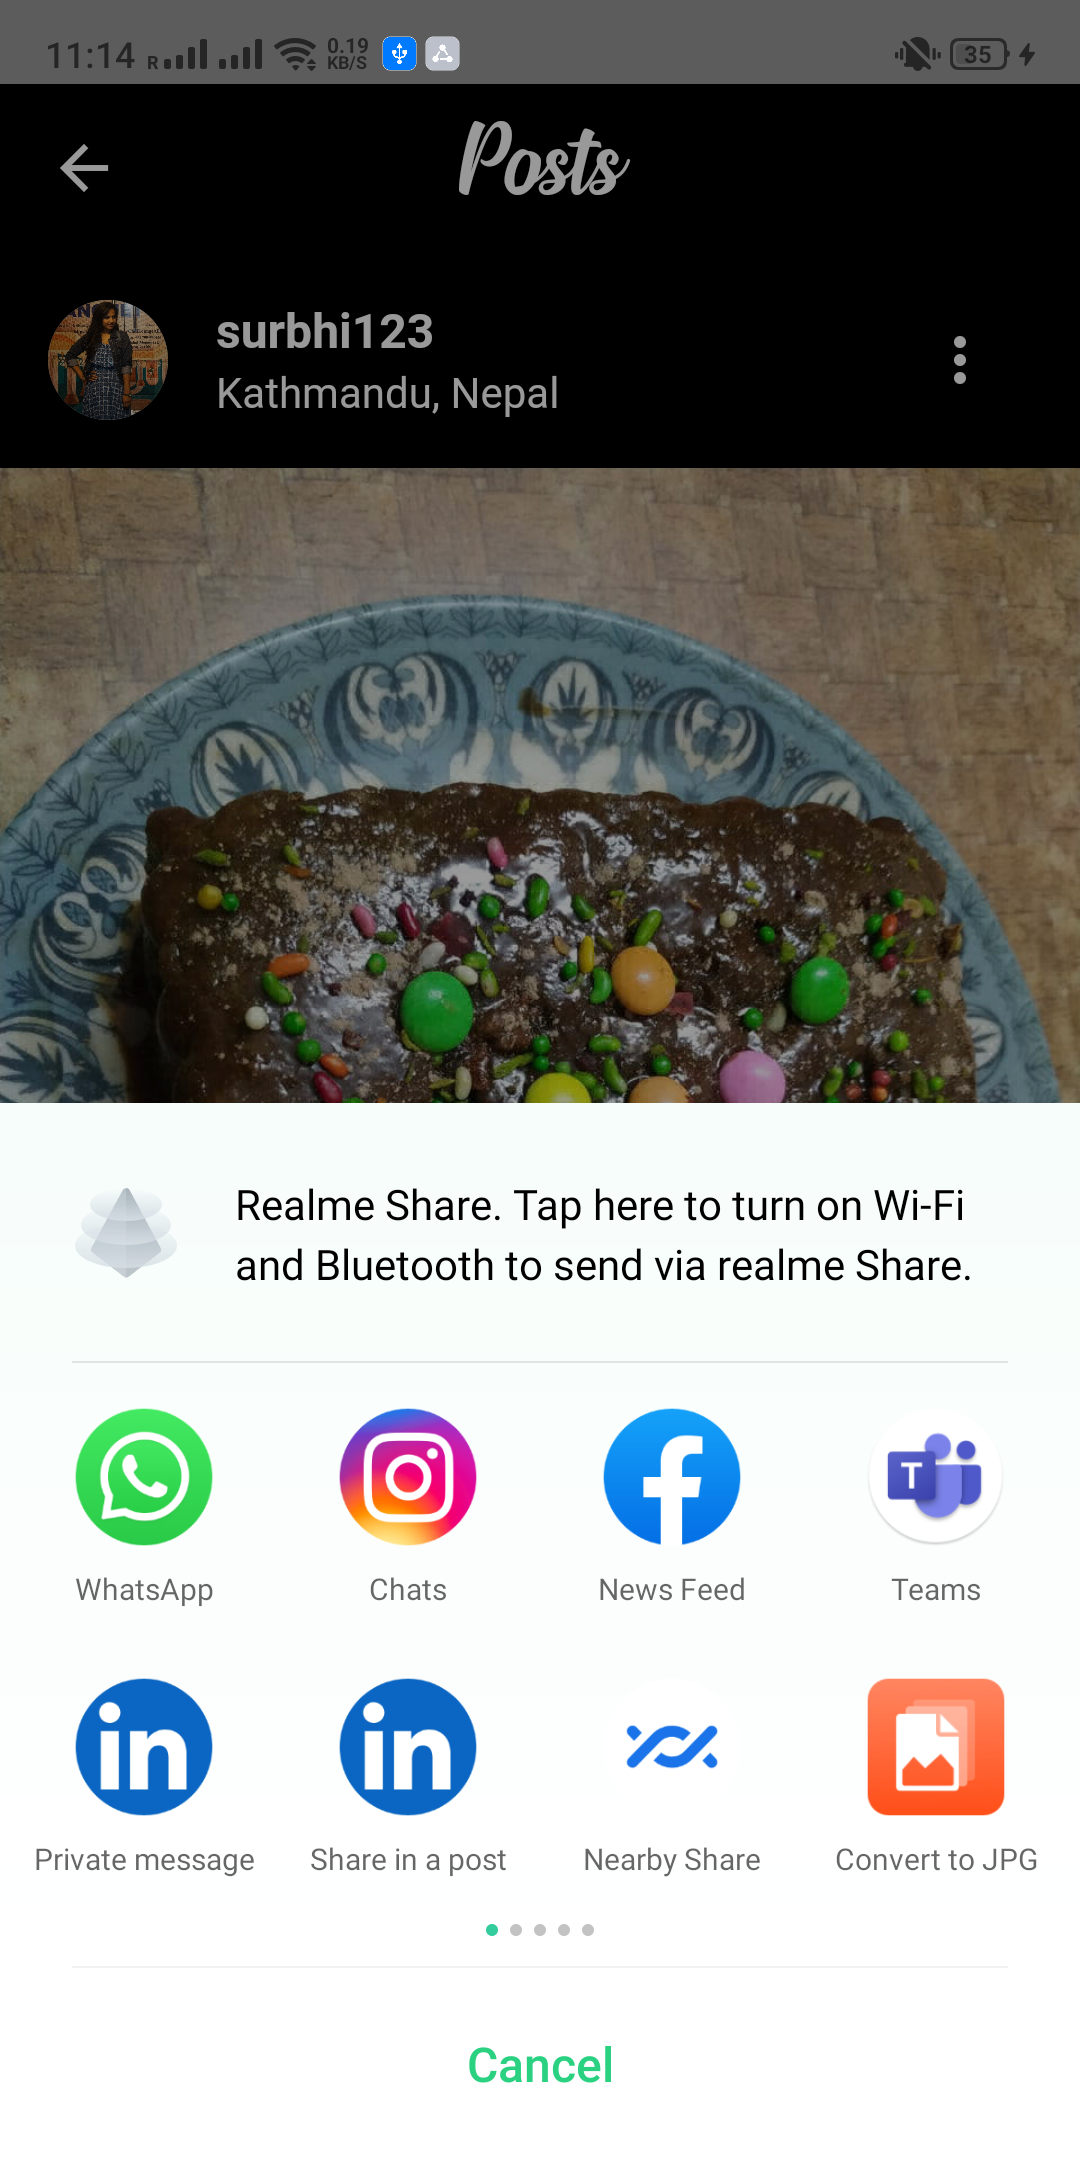 11:14 R 0.19 KB/S 35
Posts
surbhi123
Kathmandu, Nepal
Realme Share. Tap here to turn on Wi-Fi
and Bluetooth to send via realme Share.
WhatsApp Chats News Feed Teams
Private message Share in a post Nearby Share Convert to JPG
Cancel